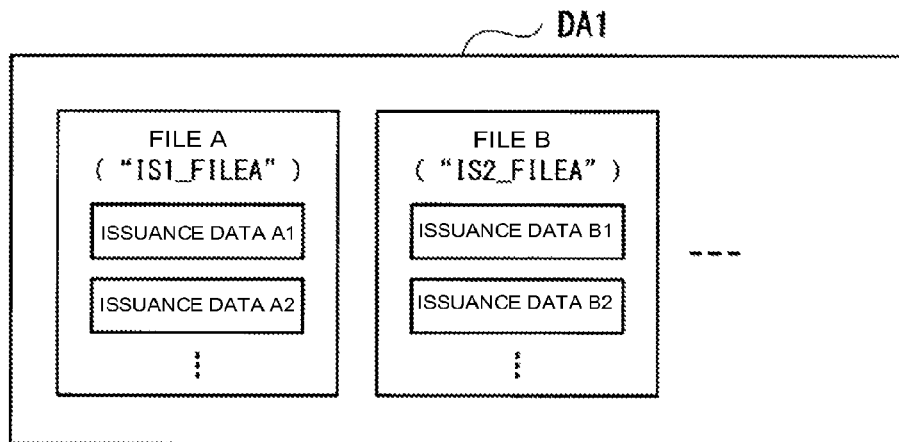 DA1
FILE A
( "IS1_FILEA" )
ISSUANCE DATA A1
ISSUANCE DATA A2
FILE B
( "IS2_FILEA" )
ISSUANCE DATA B1
ISSUANCE DATA B2